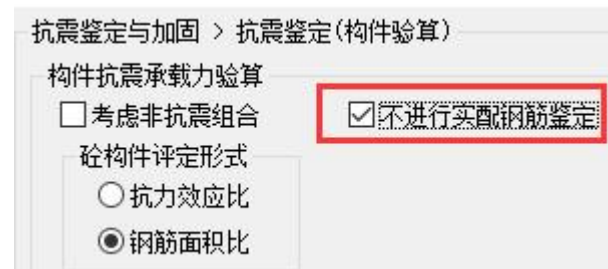 抗震鉴定与加固 > 抗震鉴定(构件验算)
构件抗震承载力验算
考虑非抗震组合 不进行实配钢筋鉴定
砼构件评定形式
抗力效应比
钢筋面积比